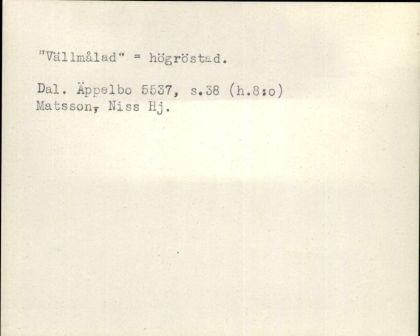 "Vällmålad" = högröstad.
Dal. Äppelbo 5537, s.38 (h.8:o)
Matsson, Niss Hj.